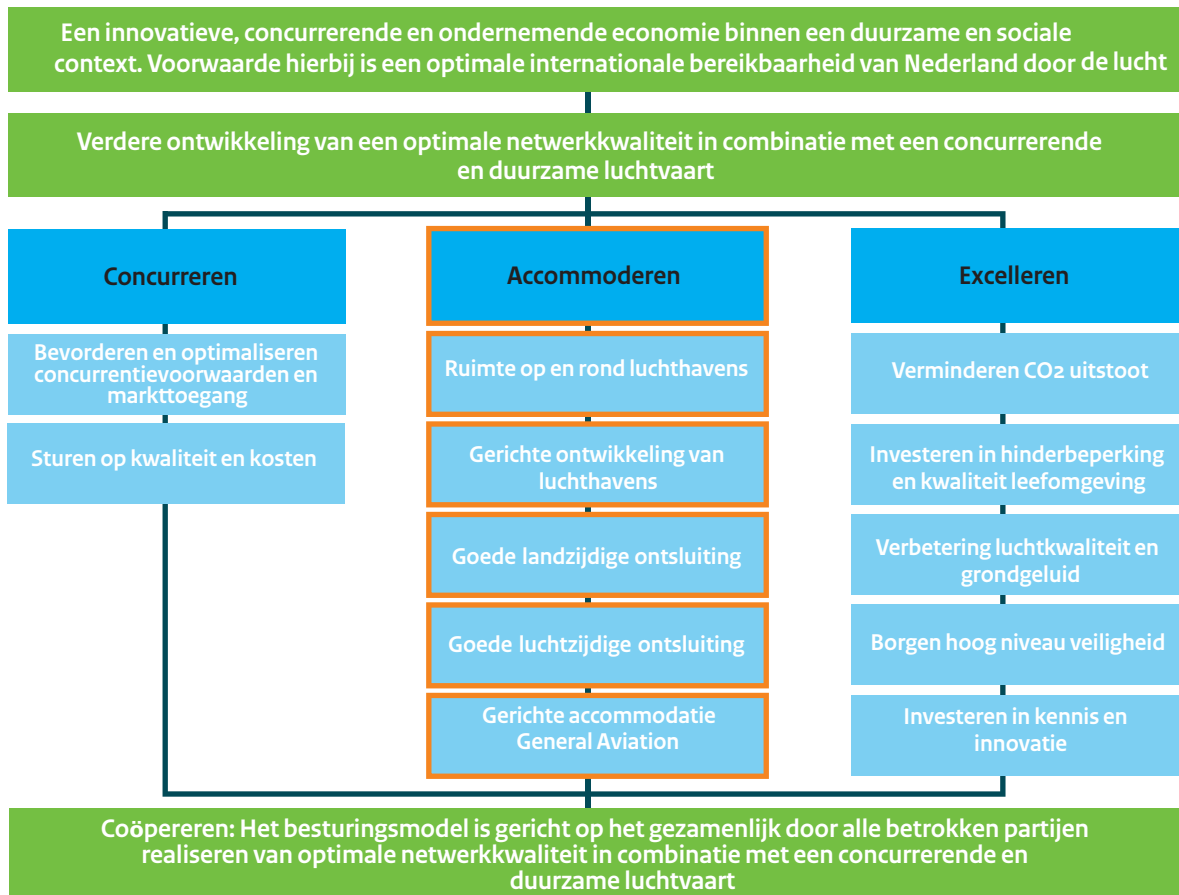 Een innovatieve, concurrerende en ondernemende economie binnen een duurzame en sociale
context. Voorwaarde hierbij is een optimale internationale bereikbaarheid van Nederland door de lucht
Verdere ontwikkeling van een optimale netwerkkwaliteit in combinatie met een concurrerende
en duurzame luchtvaart
Concurreren
Bevorderen en optimaliseren
concurrentievoorwaarden en
markttoegang
Sturen op kwaliteit en kosten
Accommoderen
Ruimte op en rond luchthavens
Gerichte ontwikkeling van
luchthavens
Goede landzijdige ontsluiting
Goede luchtzijdige ontsluiting
Gerichte accommodatie
General Aviation
Excelleren
Verminderen CO2 uitstoot
Investeren in hinderbeperking
en kwaliteit leefomgeving
Verbetering luchtkwaliteit en
grondgeluid
Borgen hoog niveau veiligheid
Investeren in kennis en
innovatie
Coöpereren: Het besturingsmodel is gericht op het gezamenlijk door alle betrokken partijen
realiseren van optimale netwerkkwaliteit in combinatie met een concurrerende en
duurzame luchtvaart